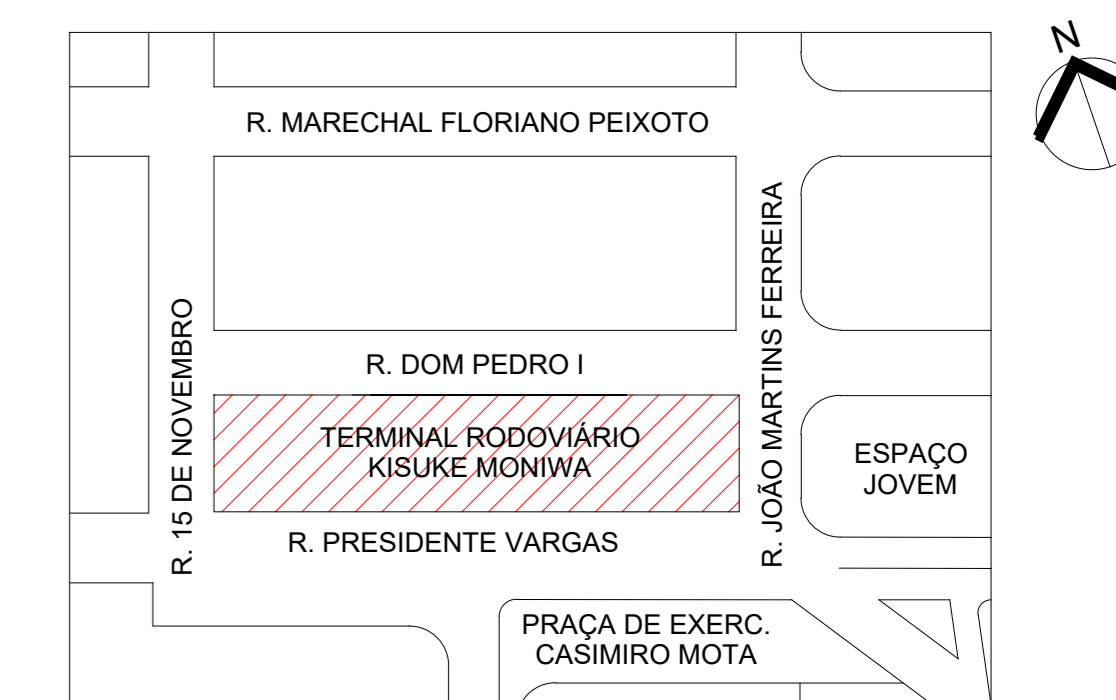 N
R. MARECHAL FLORIANO PEIXOTO
R. JOÃO MARTINS FERREIRA
R. 15 DE NOVEMBRO
R. DOM PEDRO I
TERMINAL RODOVIÁRIO
KISUKE MONIWA
ESPAÇO
JOVEM
R. PRESIDENTE VARGAS
PRAÇA DE EXERC.
CASIMIRO MOTA